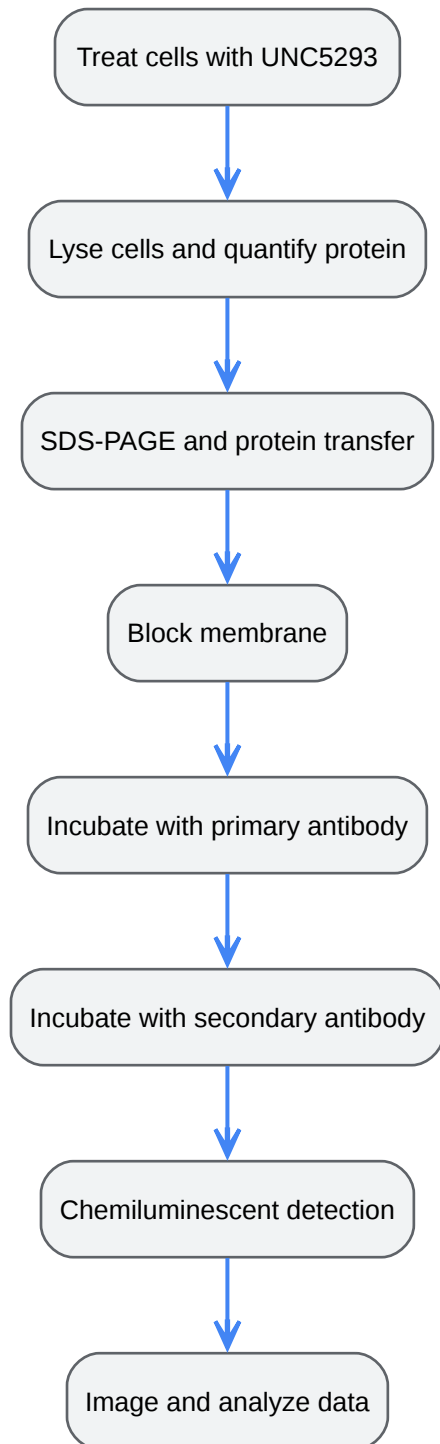 Treat cells with UNC5293
Lyse cells and quantify protein
SDS-PAGE and protein transfer
Block membrane
Incubate with primary antibody
Incubate with secondary antibody
Chemiluminescent detection
Image and analyze data